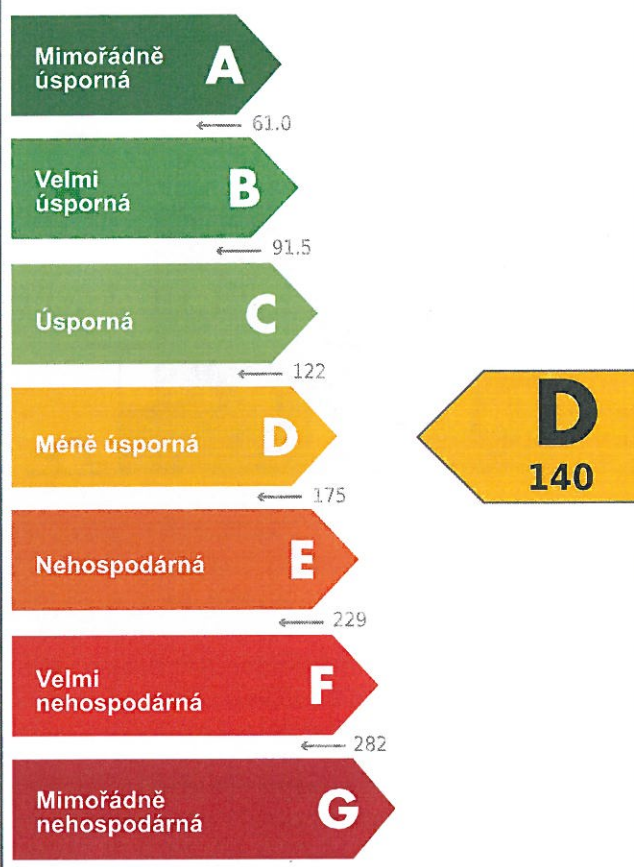 Mimořádně
úsporná
A
61.0
Velmi
úsporná
B
91.5
Úsporná
C
122
Méně úsporná
D
175
D
140
Nehospodárná
E
229
Velmi
nehospodárná
F
282
Mimořádně
nehospodárná
G